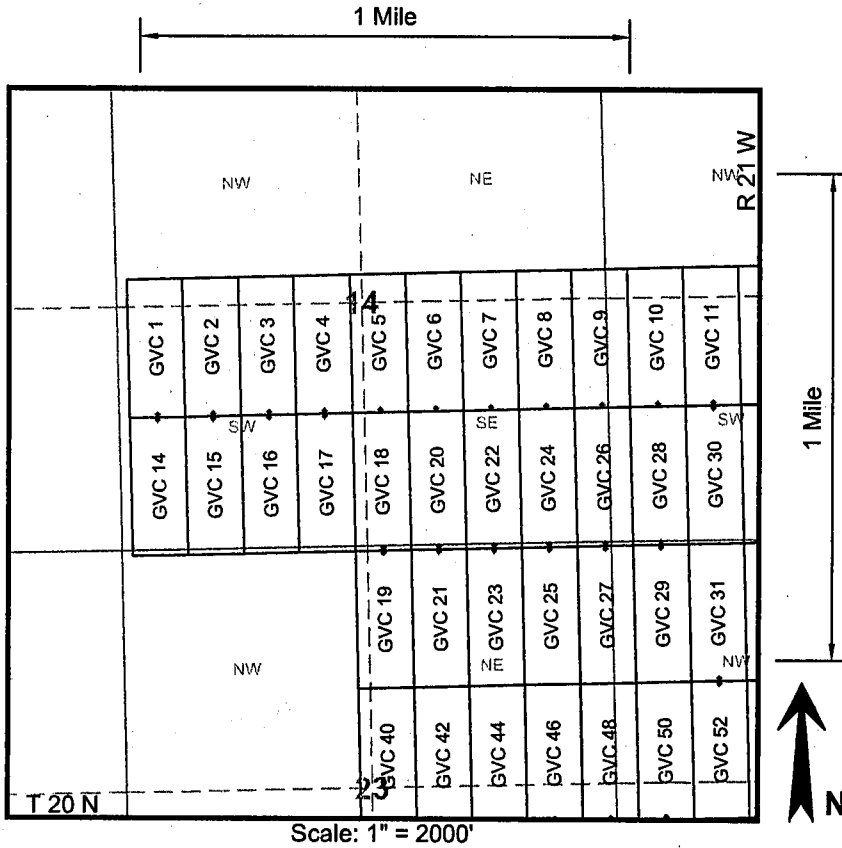 1 Mile
R 21 W
NW NE NW
14
GVC 1 GVC 2 GVC 3 GVC 4 GVC 5 GVC 6 GVC 7 GVC 8 GVC 9 GVC 10 GVC 11
SW SE SW
1 Mile
GVC 14 GVC 15 GVC 16 GVC 17 GVC 18 GVC 20 GVC 22 GVC 24 GVC 26 GVC 28 GVC 30
GVC 19 GVC 21 GVC 23 GVC 25 GVC 27 GVC 29 GVC 31
NW NE NW
GVC 40 GVC 42 GVC 44 GVC 46 GVC 48 GVC 50 GVC 52
23
T 20 N
N
Scale: 1" = 2000'